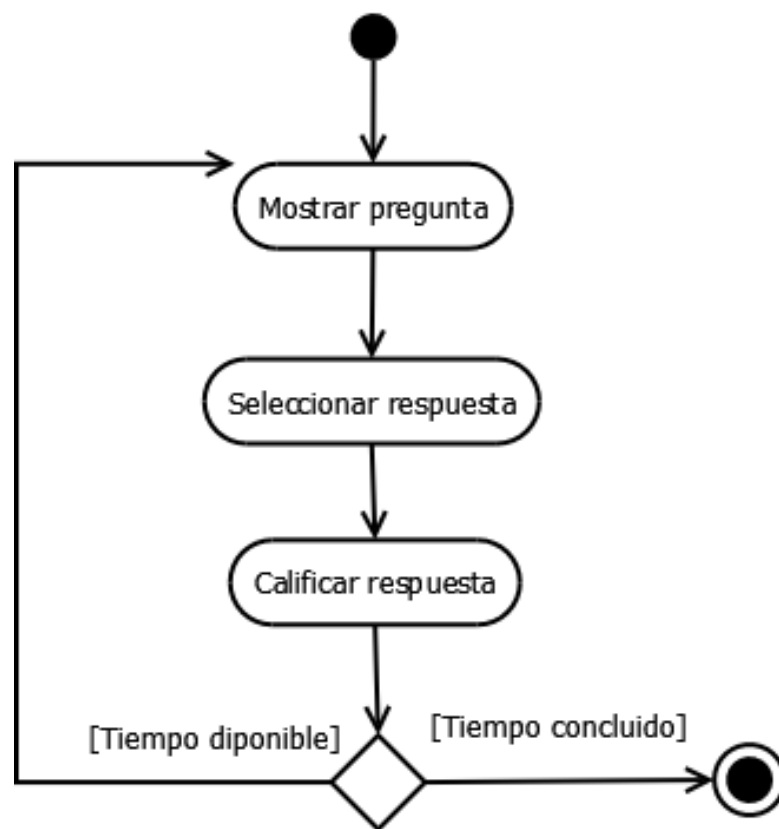 Mostrar pregunta
Seleccionar respuesta
Calificar respuesta
[Tiempo diponible]
[Tiempo concluido]